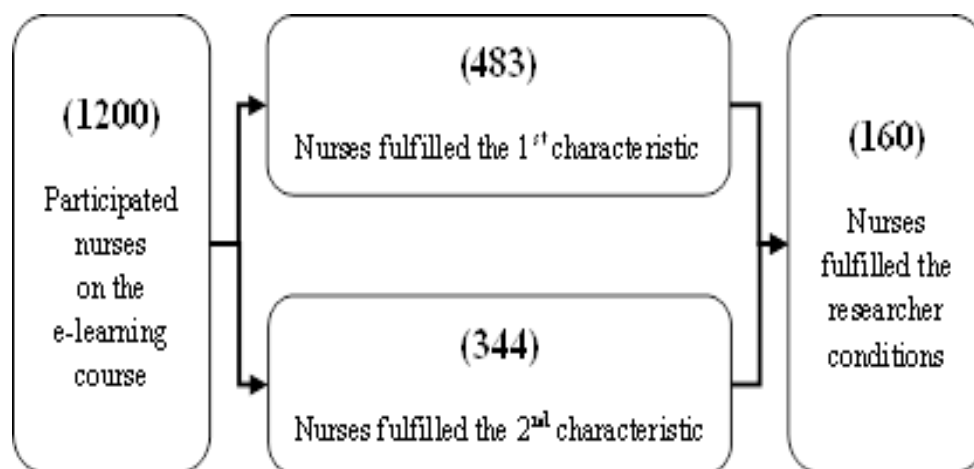 (1200)
Participated
nurses
on the
e-learning
course
(483)
Nurses fulfilled the 1st characteristic
(344)
Nurses fulfilled the 2nd characteristic
(160)
Nurses
fulfilled the
researcher
conditions